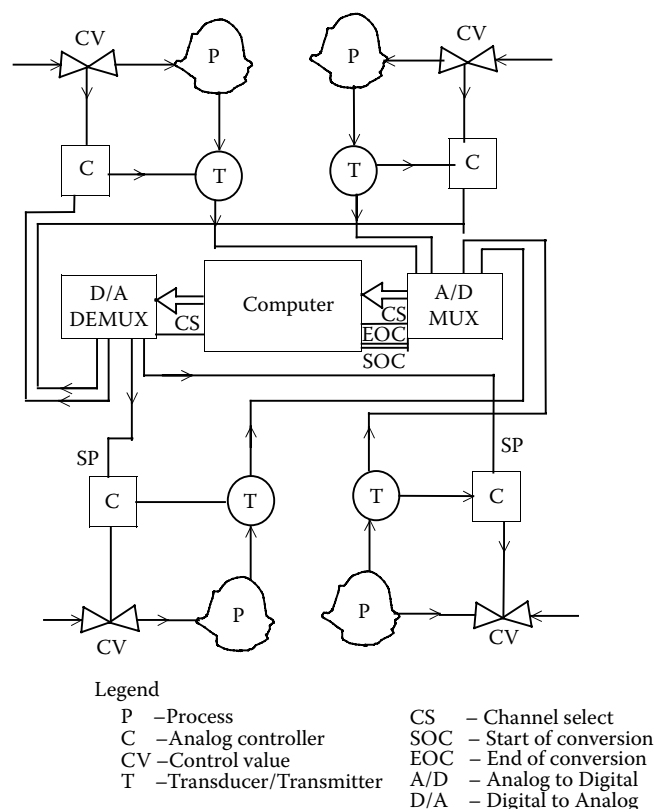 CV
P
P
CV
C
T
T
C
D/A
DEMUX
CS
Computer
CS
EOC
SOC
A/D
MUX
SP
SP
C
T
T
C
CV
P
P
CV
Legend
P –Process
C –Analog controller
CV –Control value
T –Transducer/Transmitter
CS – Channel select
SOC – Start of conversion
EOC – End of conversion
A/D – Analog to Digital
D/A – Digital to Analog